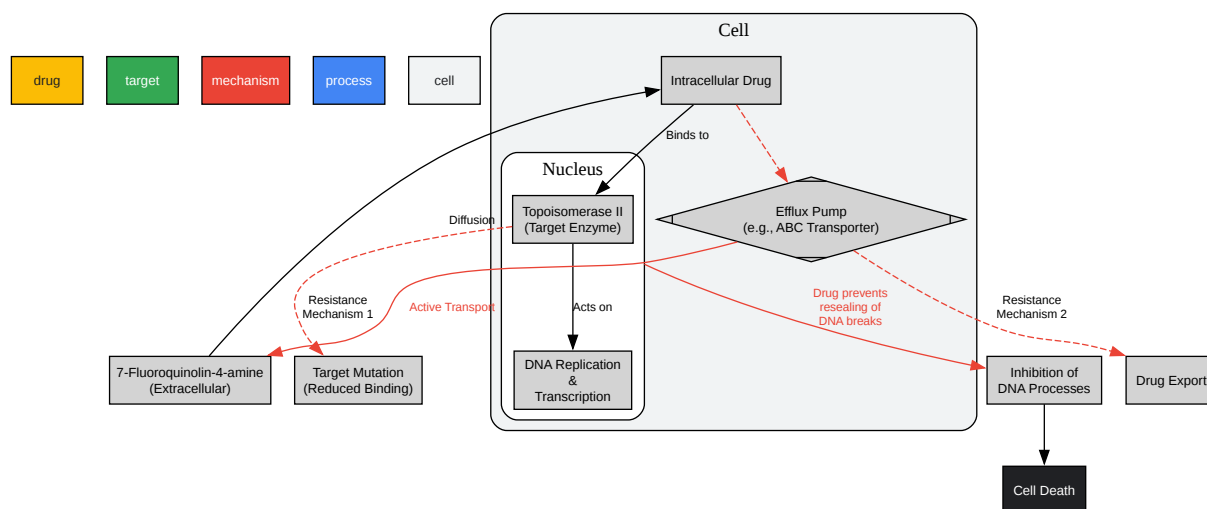 Cell
drug
target
mechanism
process
cell
Intracellular Drug
Binds to
Nucleus
Topoisomerase II
(Target Enzyme)
Efflux Pump
(e.g., ABC Transporter)
Diffusion
Resistance
Mechanism 1
Active Transport
Acts on
Drug prevents
resealing of
DNA breaks
Resistance
Mechanism 2
7-Fluoroquinolin-4-amine
(Extracellular)
Target Mutation
(Reduced Binding)
DNA Replication
&
Transcription
Inhibition of
DNA Processes
Drug Export
Cell Death